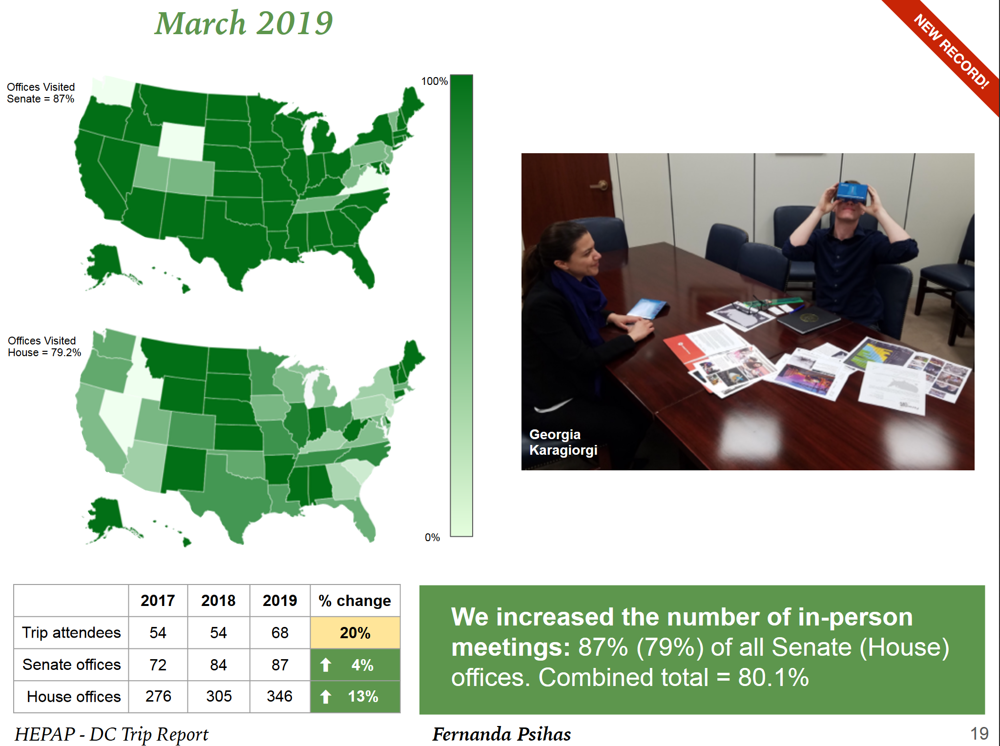 March 2019
NEW RECORD!
Offices Visited
Senate = 87%
100%
Offices Visited
House = 79.2%
0%
Georgia
Karagiorgi
2017 2018 2019 % change
Trip attendees 54 54 68 20%
Senate offices 72 84 87 ⬆ 4%
House offices 276 305 346 ⬆ 13%
We increased the number of in-person
meetings: 87% (79%) of all Senate (House)
offices. Combined total = 80.1%
HEPAP - DC Trip Report
Fernanda Psihas
19